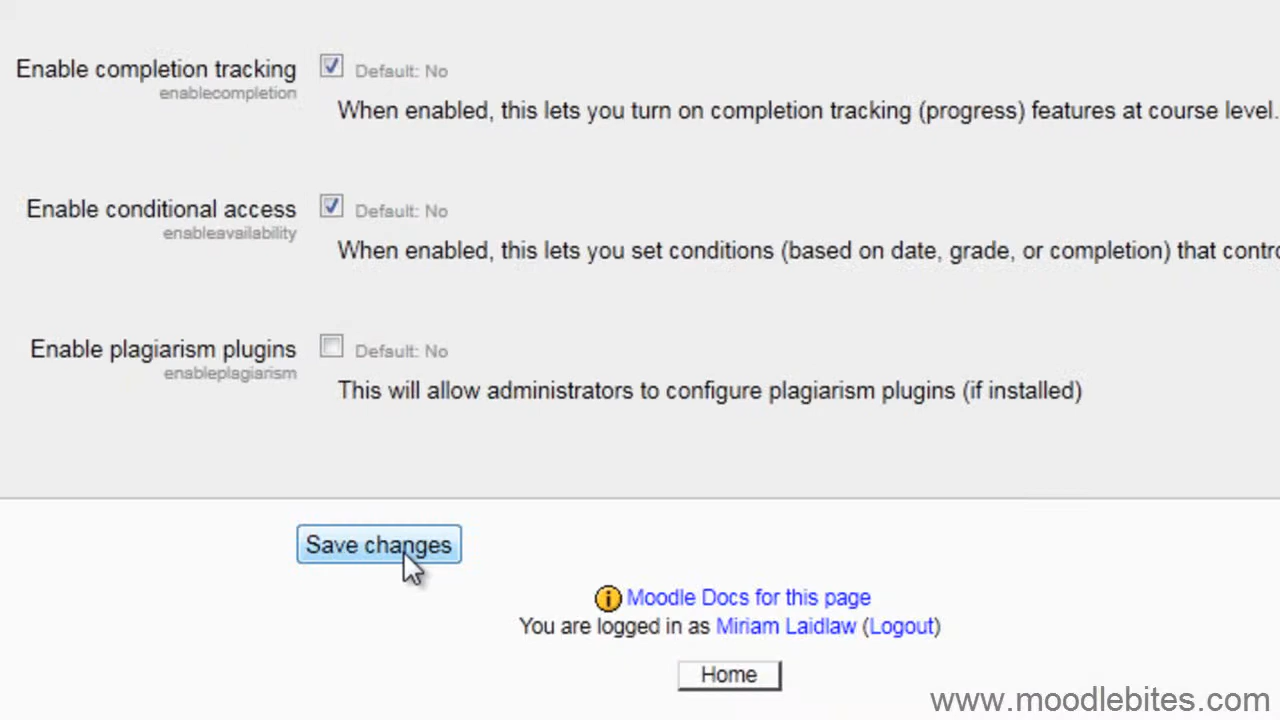 Enable completion tracking Default: No
enablecompletion
When enabled, this lets you turn on completion tracking (progress) features at course level.
Enable conditional access Default: No
enableavailability
When enabled, this lets you set conditions (based on date, grade, or completion) that contro
Enable plagiarism plugins Default: No
enableplagiarism
This will allow administrators to configure plagiarism plugins (if installed)
Save changes
i Moodle Docs for this page
You are logged in as Miriam Laidlaw (Logout)
Home
www.moodlebites.com